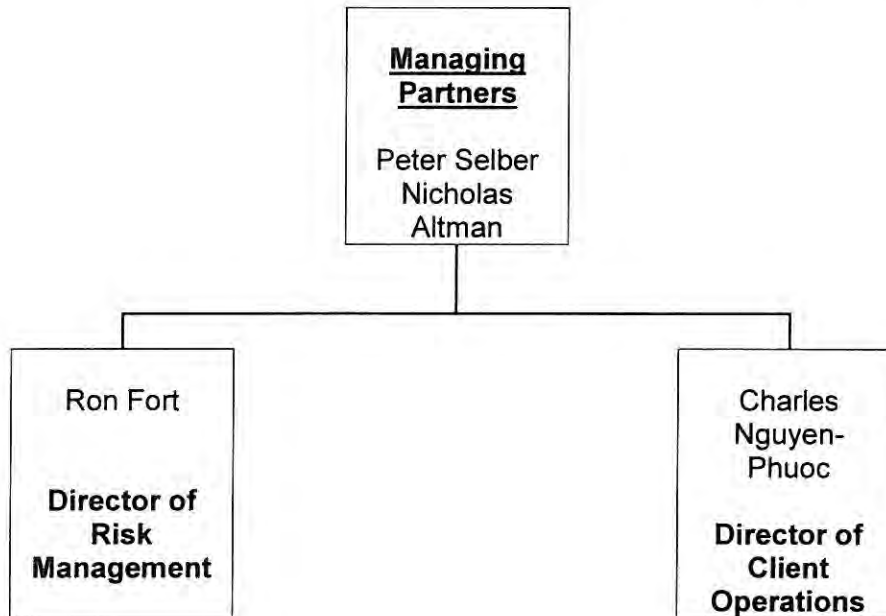 Managing
Partners
Peter Selber
Nicholas
Altman
Ron Fort
Director of
Risk
Management
Charles
Nguyen-
Phuoc
Director of
Client
Operations